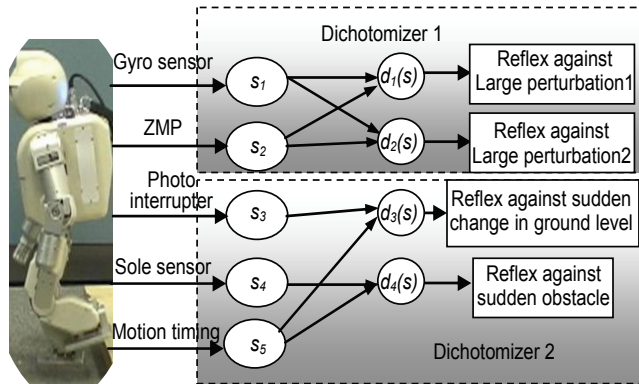 Dichotomizer 1
Gyro sensor
s1
d1(s)
Reflex against
Large perturbation1
ZMP
s2
d2(s)
Reflex against
Large perturbation2
Photo
interrupter
s3
d3(s)
Reflex against sudden
change in ground level
Sole sensor
s4
d4(s)
Reflex against
sudden obstacle
Motion timing
s5
Dichotomizer 2